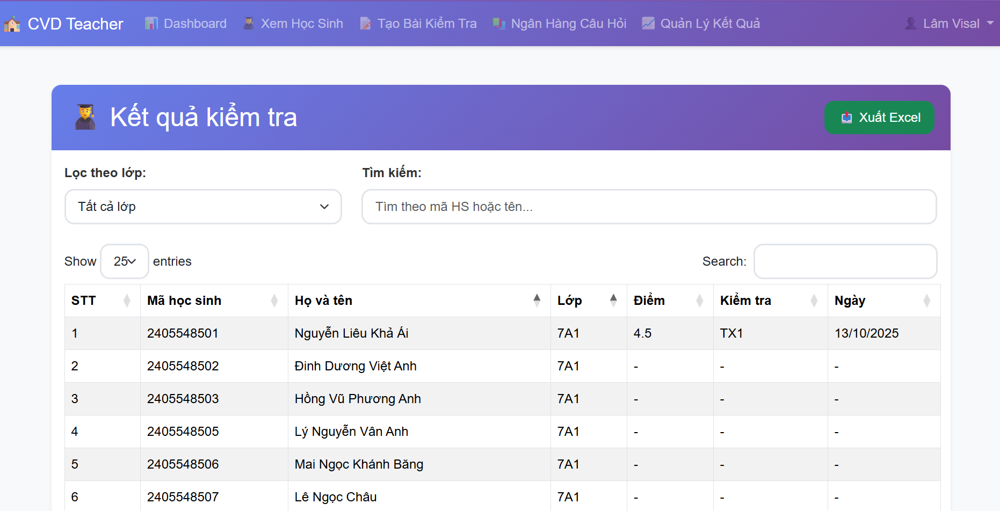 CVD Teacher Dashboard Xem Học Sinh Tạo Bài Kiểm Tra Ngân Hàng Câu Hỏi Quản Lý Kết Quả Lâm Visal
Kết quả kiểm tra Xuất Excel
Lọc theo lớp: Tìm kiếm:
Tất cả lớp Tìm theo mã HS hoặc tên...
Show 25 entries Search:
STT Mã học sinh Họ và tên Lớp Điểm Kiểm tra Ngày
1 2405548501 Nguyễn Liêu Khả Ái 7A1 4.5 TX1 13/10/2025
2 2405548502 Đinh Dương Việt Anh 7A1 - - -
3 2405548503 Hồng Vũ Phương Anh 7A1 - - -
4 2405548505 Lý Nguyễn Vân Anh 7A1 - - -
5 2405548506 Mai Ngọc Khánh Băng 7A1 - - -
6 2405548507 Lê Ngọc Châu 7A1 - - -